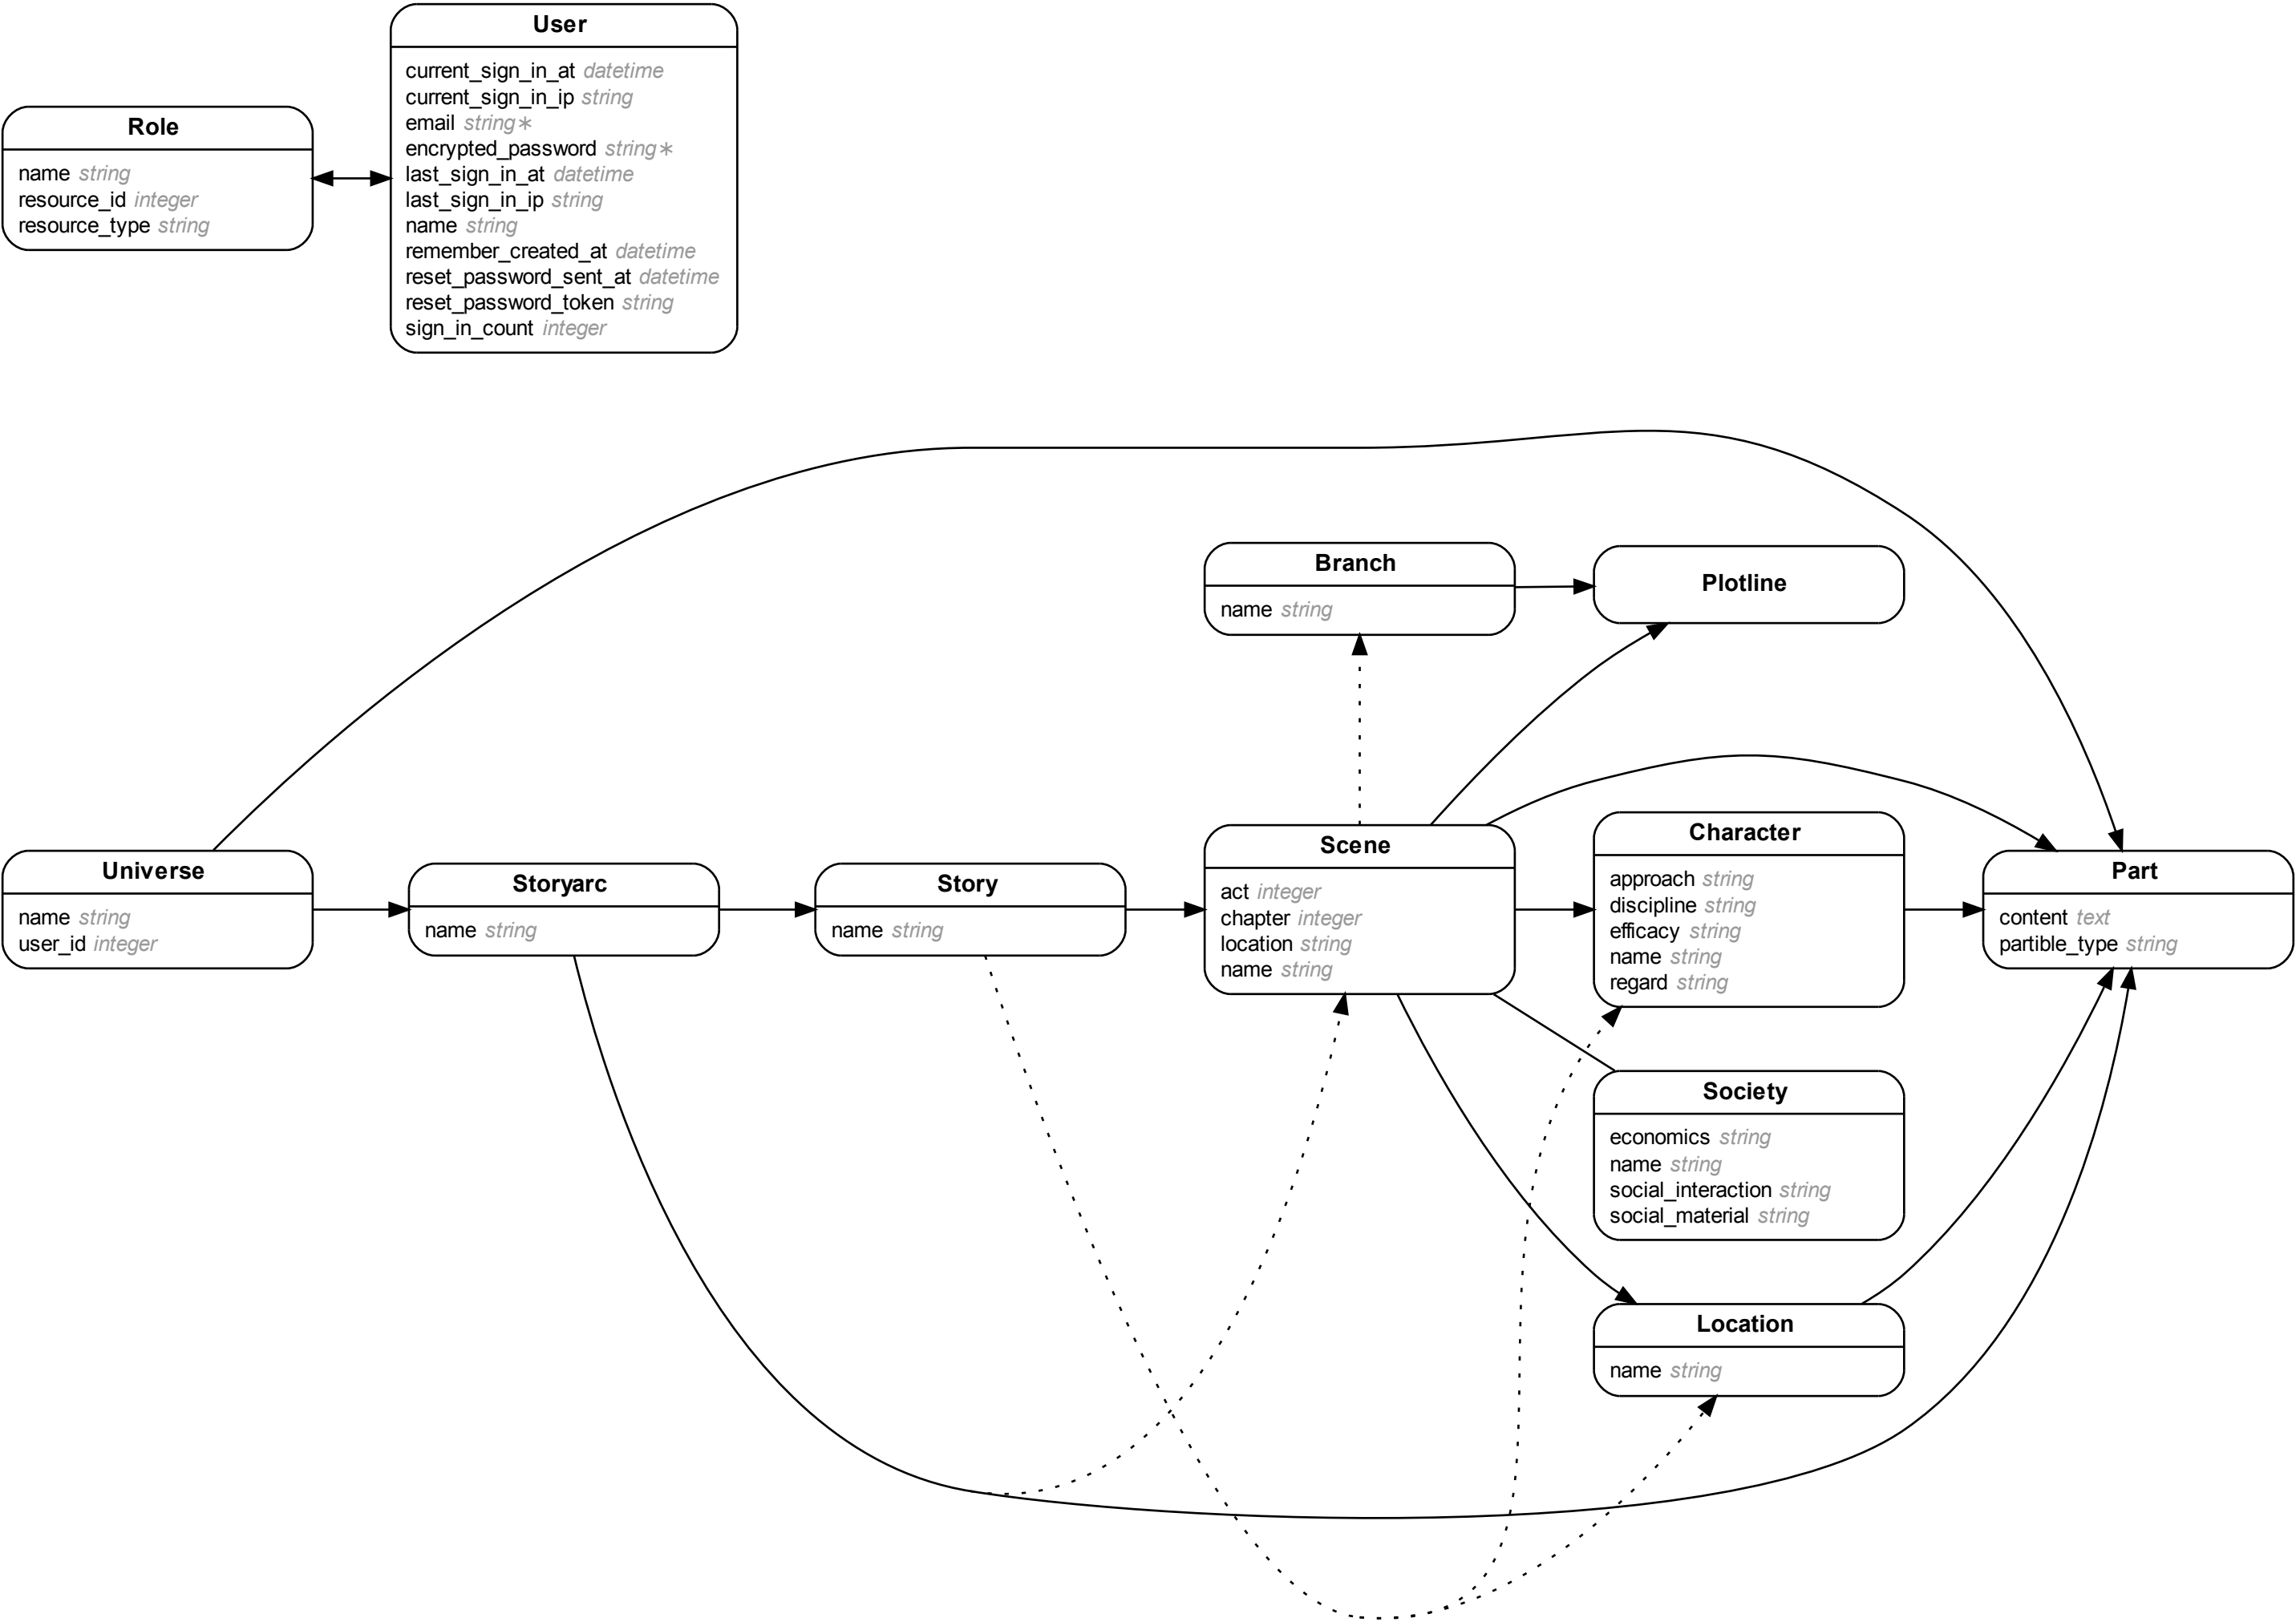 User
current_sign_in_at datetime
current_sign_in_ip string
email string∗
encrypted_password string∗
last_sign_in_at datetime
last_sign_in_ip string
name string
remember_created_at datetime
reset_password_sent_at datetime
reset_password_token string
sign_in_count integer
Role
name string
resource_id integer
resource_type string
Branch
name string
Plotline
Universe
name string
user_id integer
Storyarc
name string
Story
name string
Scene
act integer
chapter integer
location string
name string
Character
approach string
discipline string
efficacy string
name string
regard string
Part
content text
partible_type string
Society
economics string
name string
social_interaction string
social_material string
Location
name string